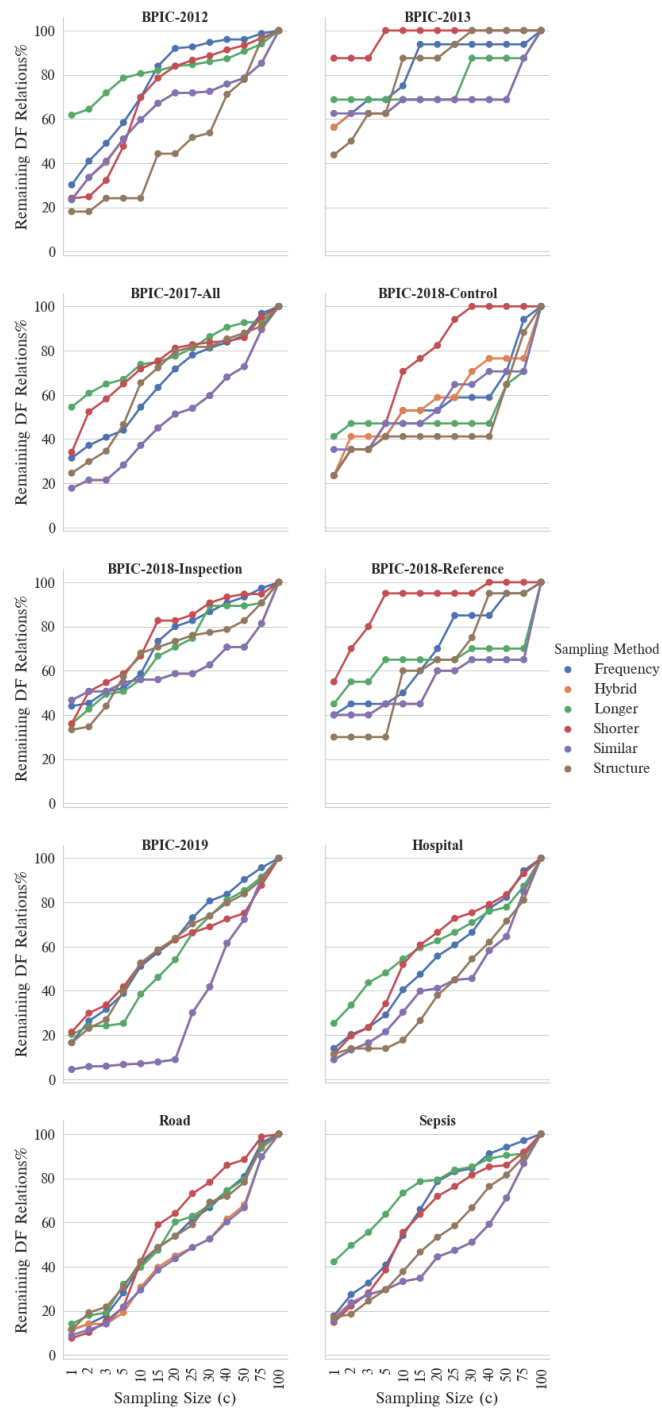 BPIC-2012
BPIC-2013
100
80
60
40
20
0
Remaining DF Relations%
BPIC-2017-All
BPIC-2018-Control
100
80
60
40
20
0
Remaining DF Relations%
BPIC-2018-Inspection
BPIC-2018-Reference
100
80
60
40
20
0
Remaining DF Relations%
Sampling Method
Frequency
Hybrid
Longer
Shorter
Similar
Structure
BPIC-2019
Hospital
100
80
60
40
20
0
Remaining DF Relations%
Road
Sepsis
100
80
60
40
20
0
Remaining DF Relations%
1 2 3 5 10 15 20 25 30 40 50 75 100
1 2 3 5 10 15 20 25 30 40 50 75 100
Sampling Size (c)
Sampling Size (c)